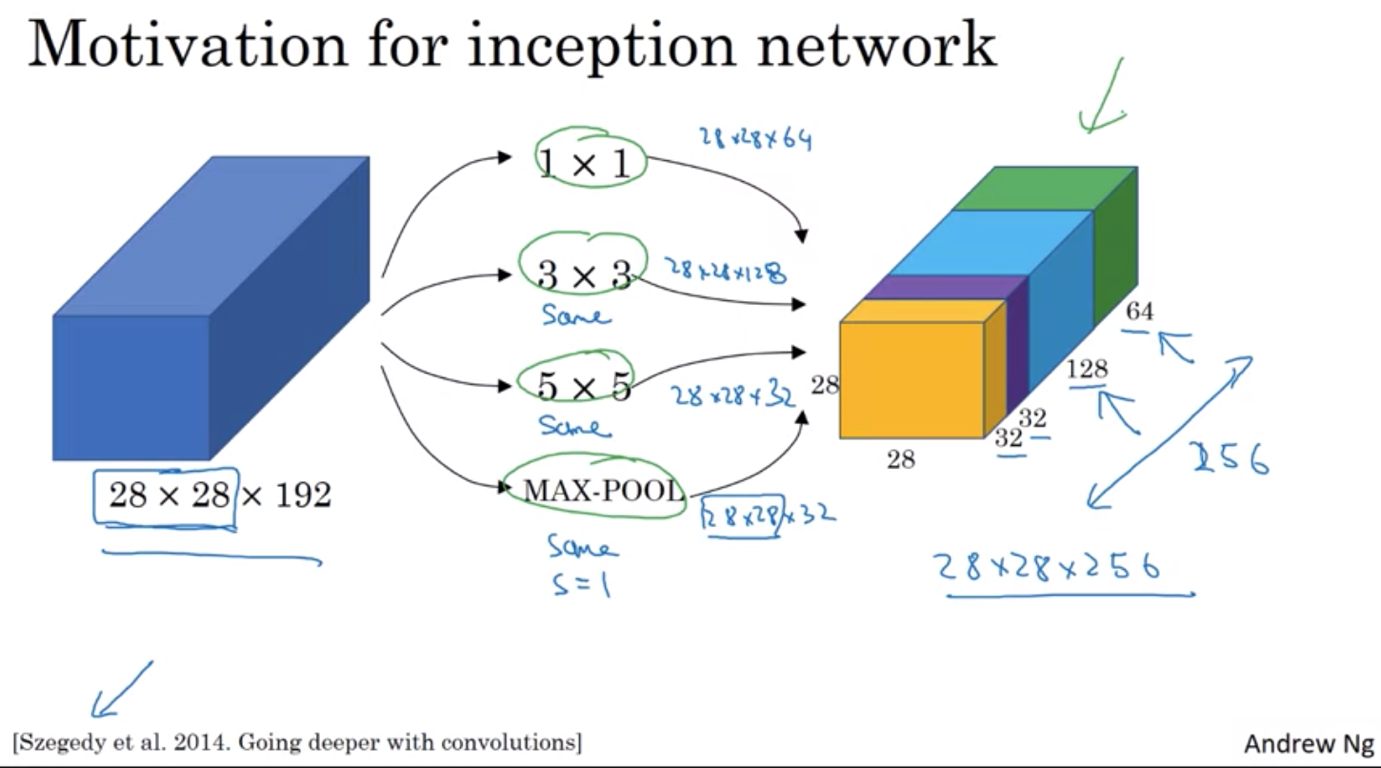 Motivation for inception network
1 × 1
28×28×64
3 × 3
Same
28×28×128
5 × 5
Same
28×28×32
MAX-POOL
Same
s=1
28×28×32
28 × 28 × 192
28
28
32
32
128
64
256
28×28×256
[Szegedy et al. 2014. Going deeper with convolutions]
Andrew Ng